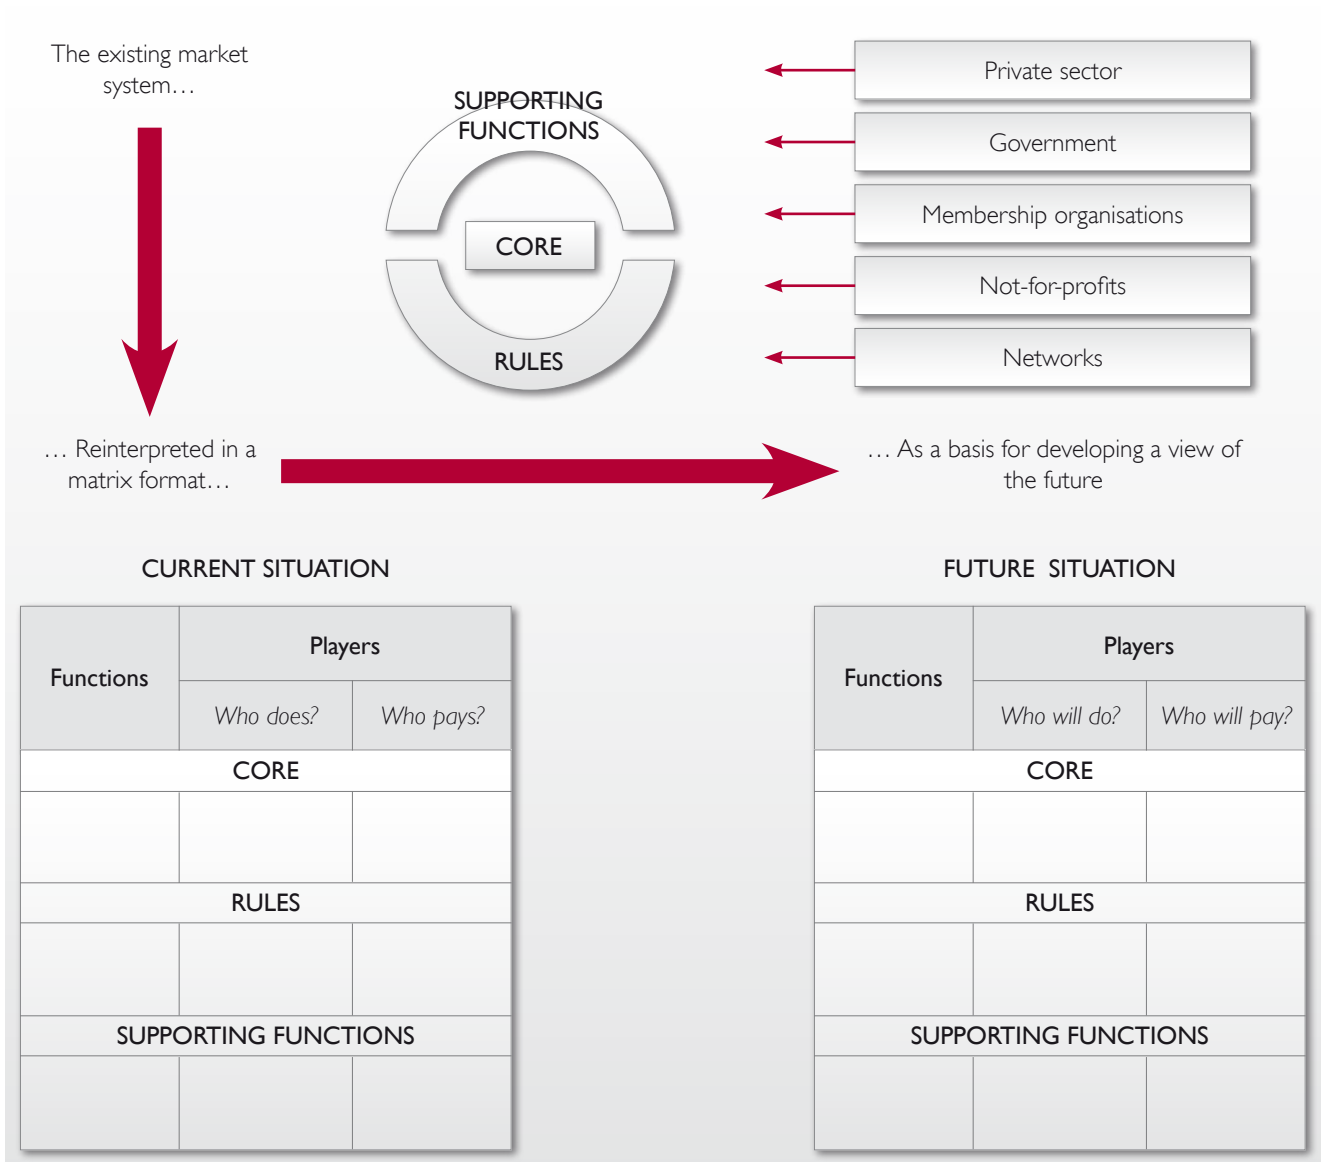 The existing market
system…
SUPPORTING
FUNCTIONS
CORE
RULES
Private sector
Government
Membership organisations
Not-for-profits
Networks
… Reinterpreted in a
matrix format…
… As a basis for developing a view of
the future
CURRENT SITUATION
Functions
Players
Who does?
Who pays?
CORE
RULES
SUPPORTING FUNCTIONS
FUTURE SITUATION
Functions
Players
Who will do?
Who will pay?
CORE
RULES
SUPPORTING FUNCTIONS